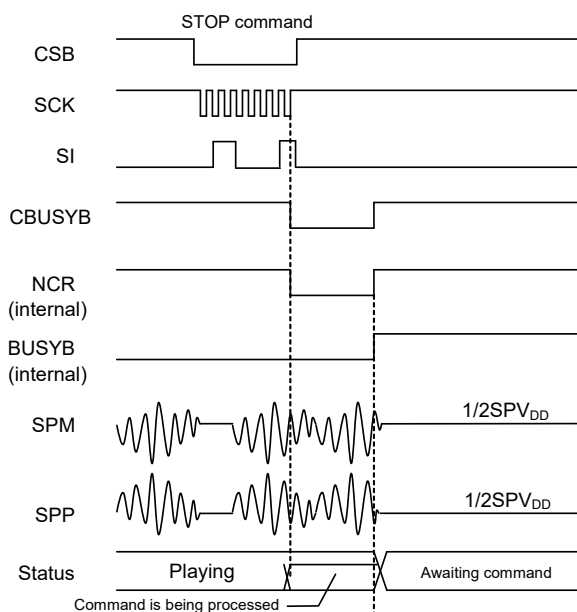 STOP command
CSB
SCK
SI
CBUSYB
NCR
(internal)
BUSYB
(internal)
SPM
1/2SPVDD
SPP
1/2SPVDD
Status
Playing
Awaiting command
Command is being processed